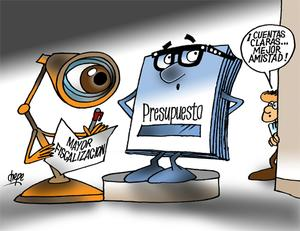 ¡CUENTAS
CLARAS...
MEJOR
AMISTAD!
Presupuesto
MAYOR
FISCALIZACIÓN
chepe